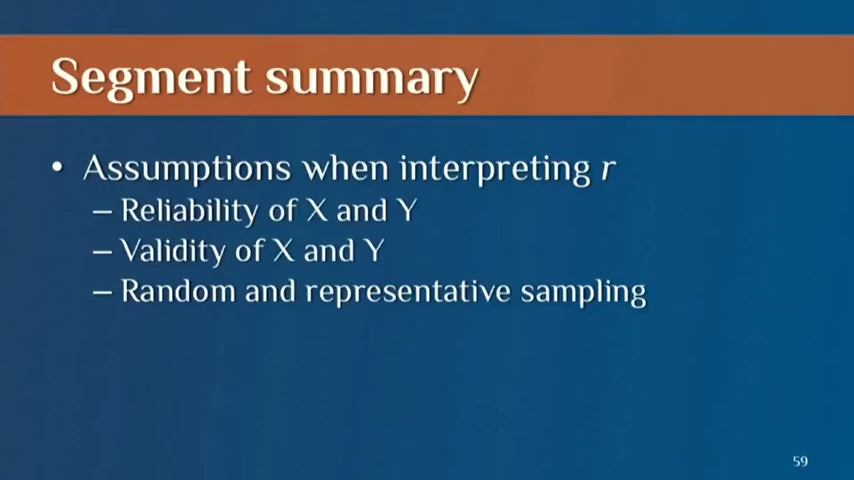 Segment summary
• Assumptions when interpreting r
– Reliability of X and Y
– Validity of X and Y
– Random and representative sampling
59